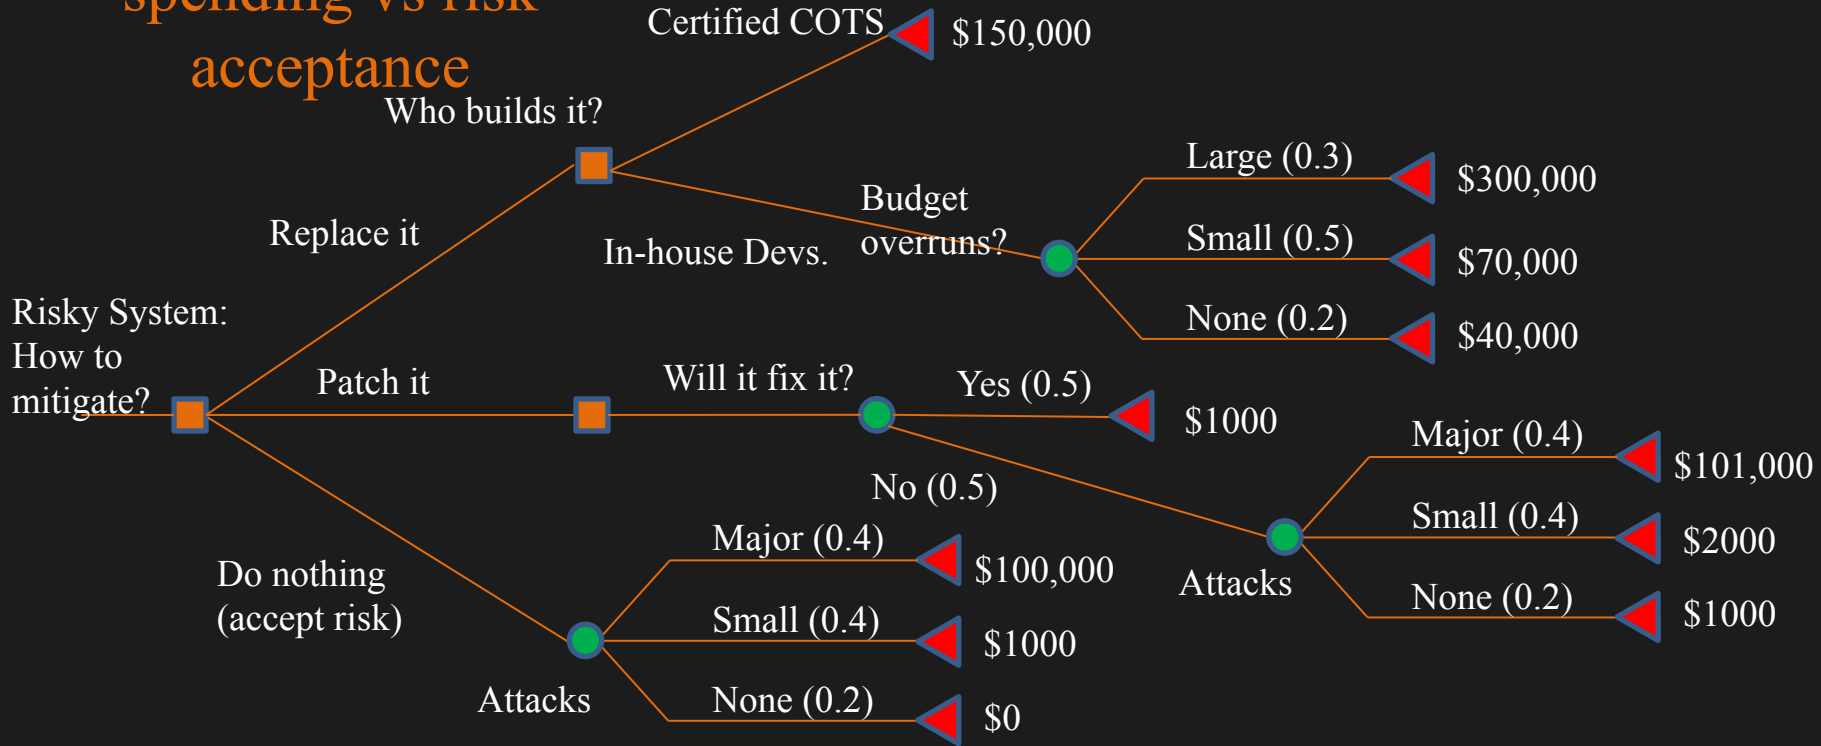 spending vs risk
acceptance
Certified COTS
$150,000
Who builds it?
Large (0.3)
$300,000
Budget
overruns?
Replace it
In-house Devs.
Small (0.5)
$70,000
None (0.2)
$40,000
Risky System:
How to
mitigate?
Patch it
Will it fix it?
Yes (0.5)
$1000
No (0.5)
Major (0.4)
$101,000
Small (0.4)
$2000
Attacks
None (0.2)
$1000
Do nothing
(accept risk)
Major (0.4)
$100,000
Small (0.4)
$1000
Attacks
None (0.2)
$0